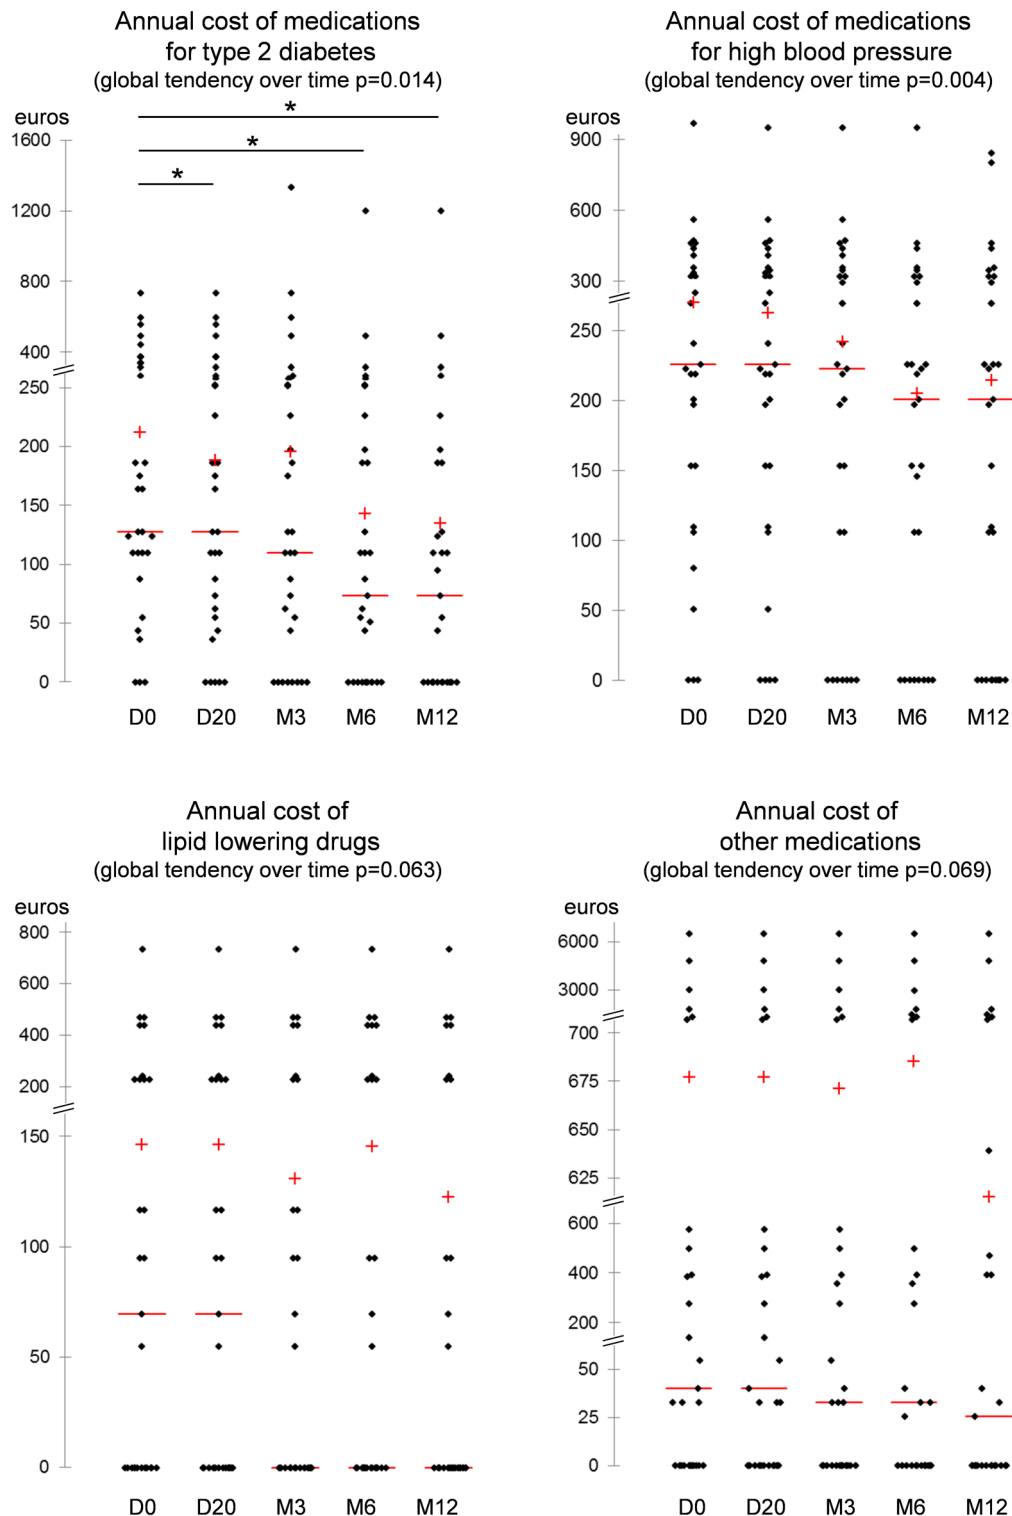 Annual cost of medications
for type 2 diabetes
(global tendency over time p=0.014)
euros
*
*
*
1600
1200
800
400
250
200
150
100
50
0
D0 D20 M3 M6 M12
Annual cost of medications
for high blood pressure
(global tendency over time p=0.004)
euros
900
600
300
250
200
150
100
50
0
D0 D20 M3 M6 M12
Annual cost of
lipid lowering drugs
(global tendency over time p=0.063)
euros
800
600
400
200
150
100
50
0
D0 D20 M3 M6 M12
Annual cost of
other medications
(global tendency over time p=0.069)
euros
6000
3000
700
675
650
625
600
400
200
50
25
0
D0 D20 M3 M6 M12